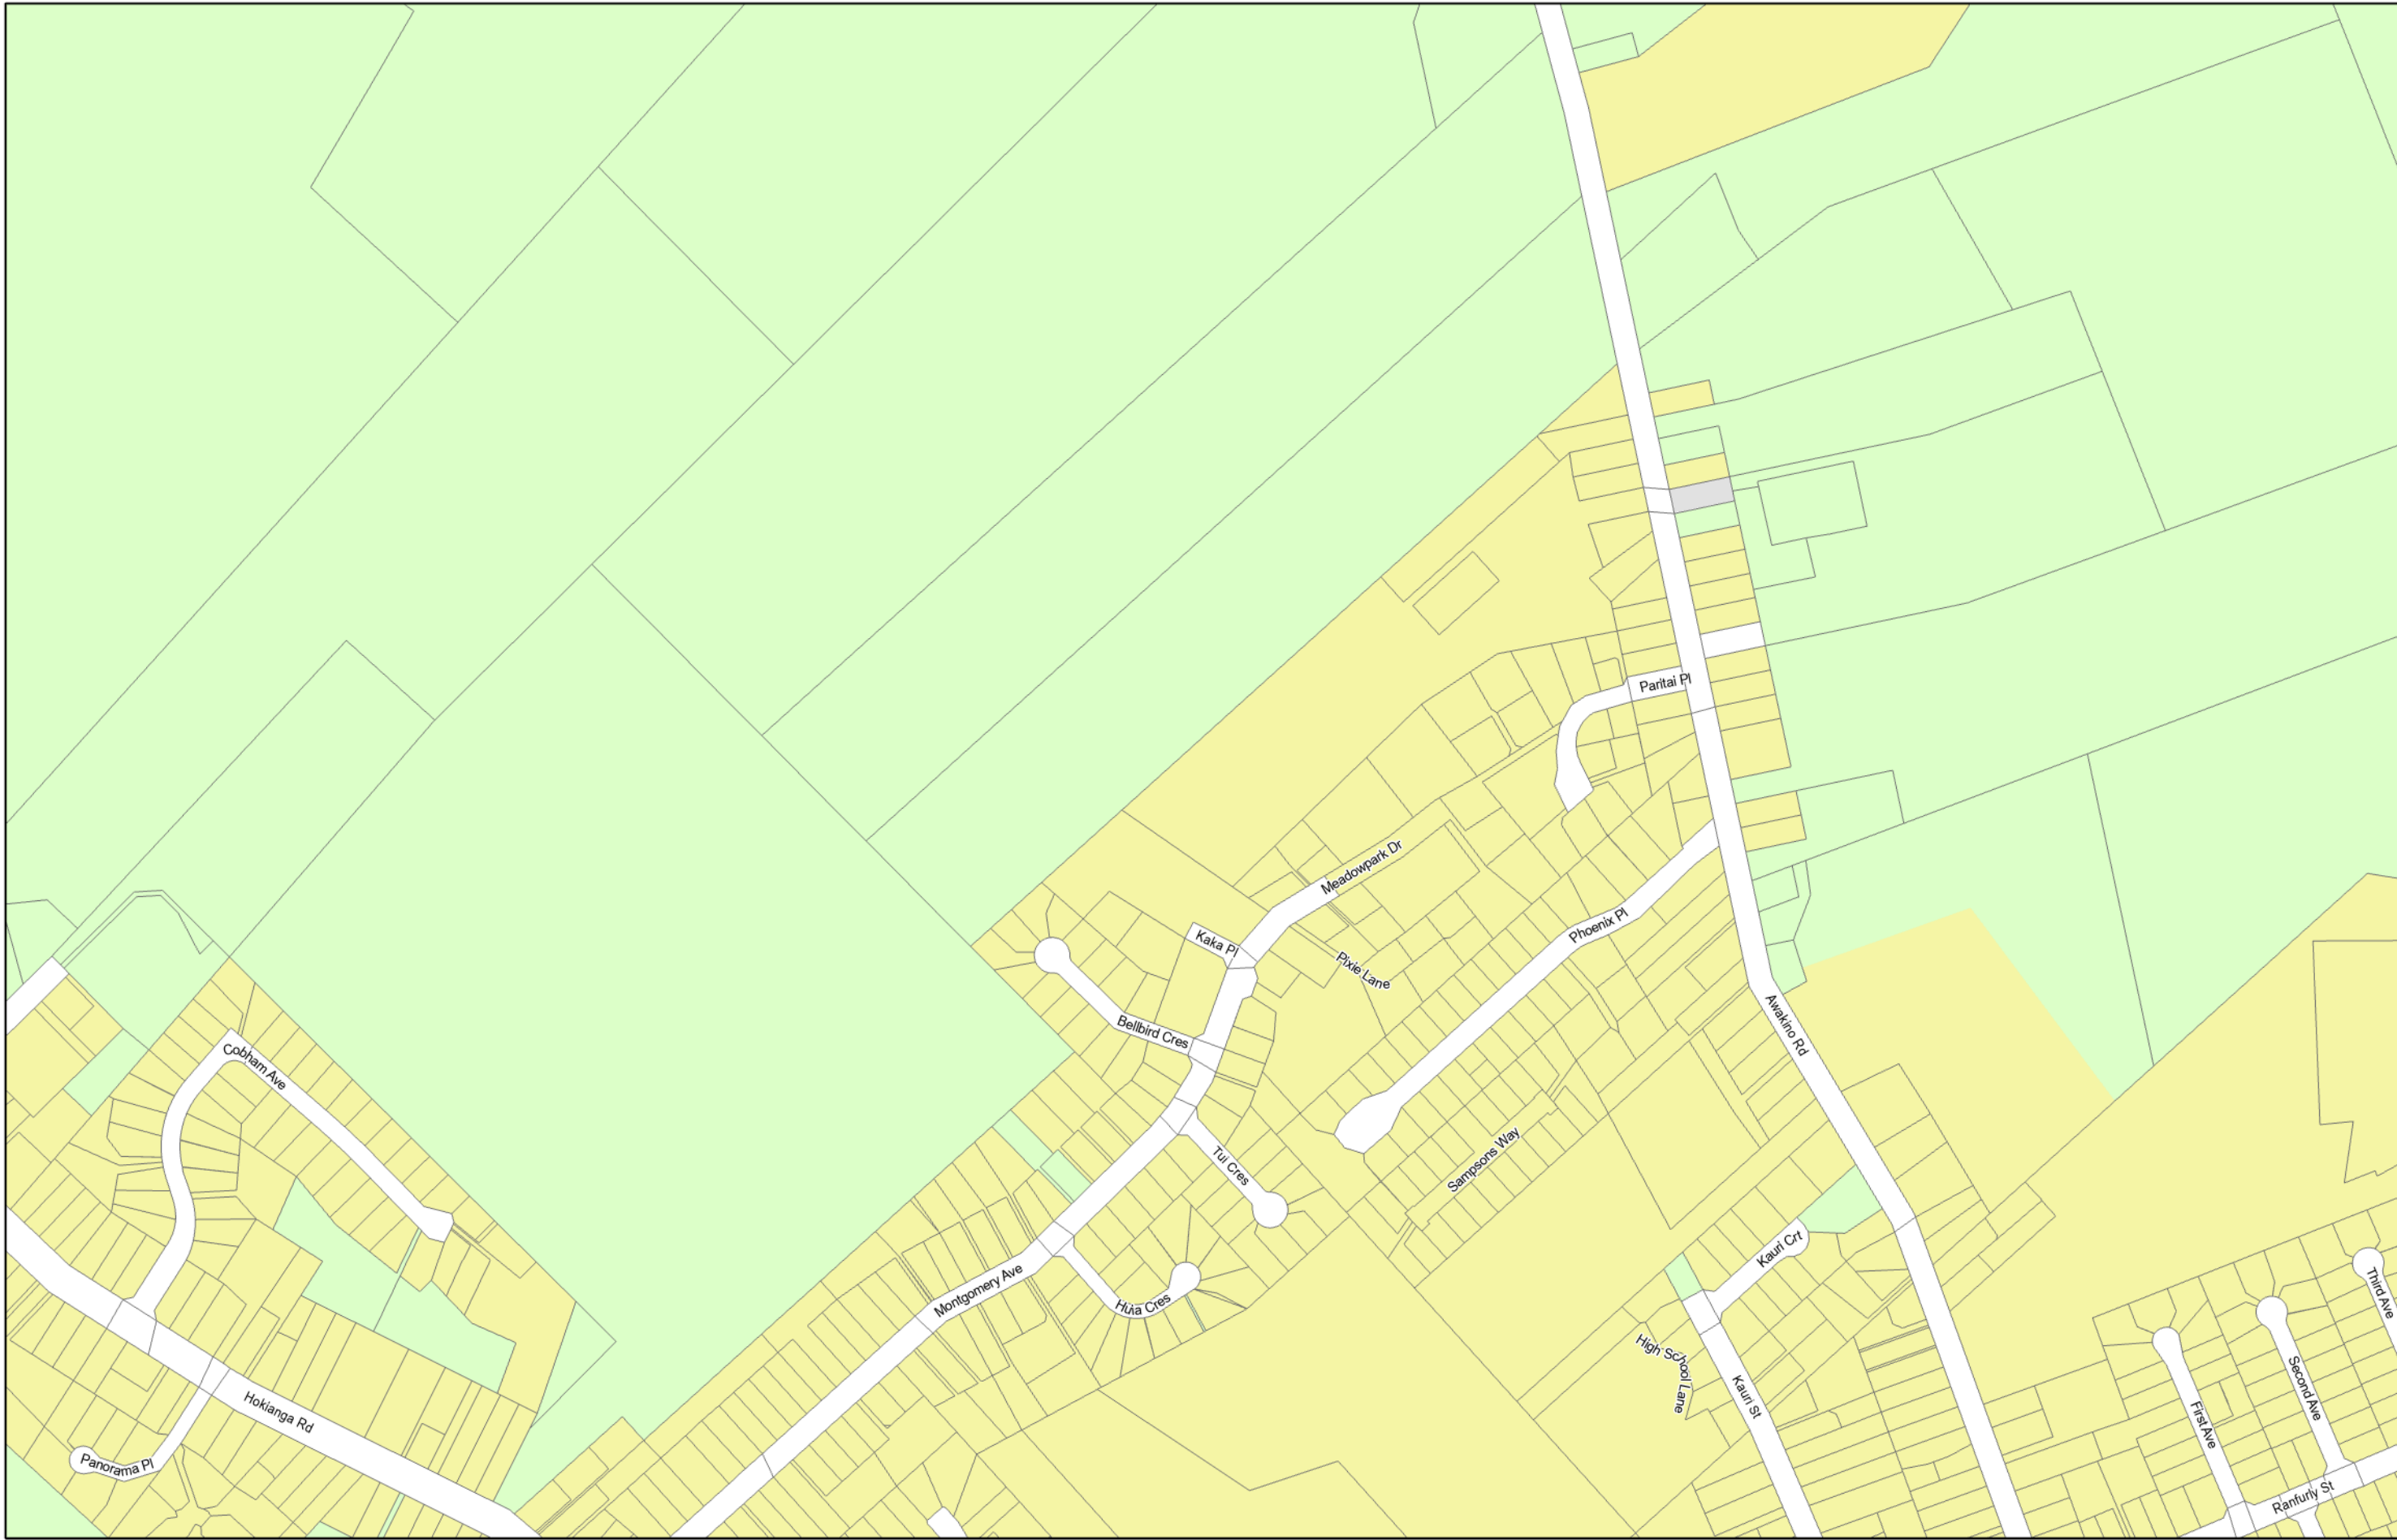 Paritai Pl
Meadowpark Dr
Phoenix Pl
Kaka Pl
Pixie Lane
Bellbird Cres
Awakino Rd
Cobham Ave
Sampsons Way
Tui Cres
Kauri Crt
Montgomery Ave
Huia Cres
Third Ave
High School Lane
Kauri St
Second Ave
First Ave
Hokianga Rd
Panorama Pl
Ranfurly St